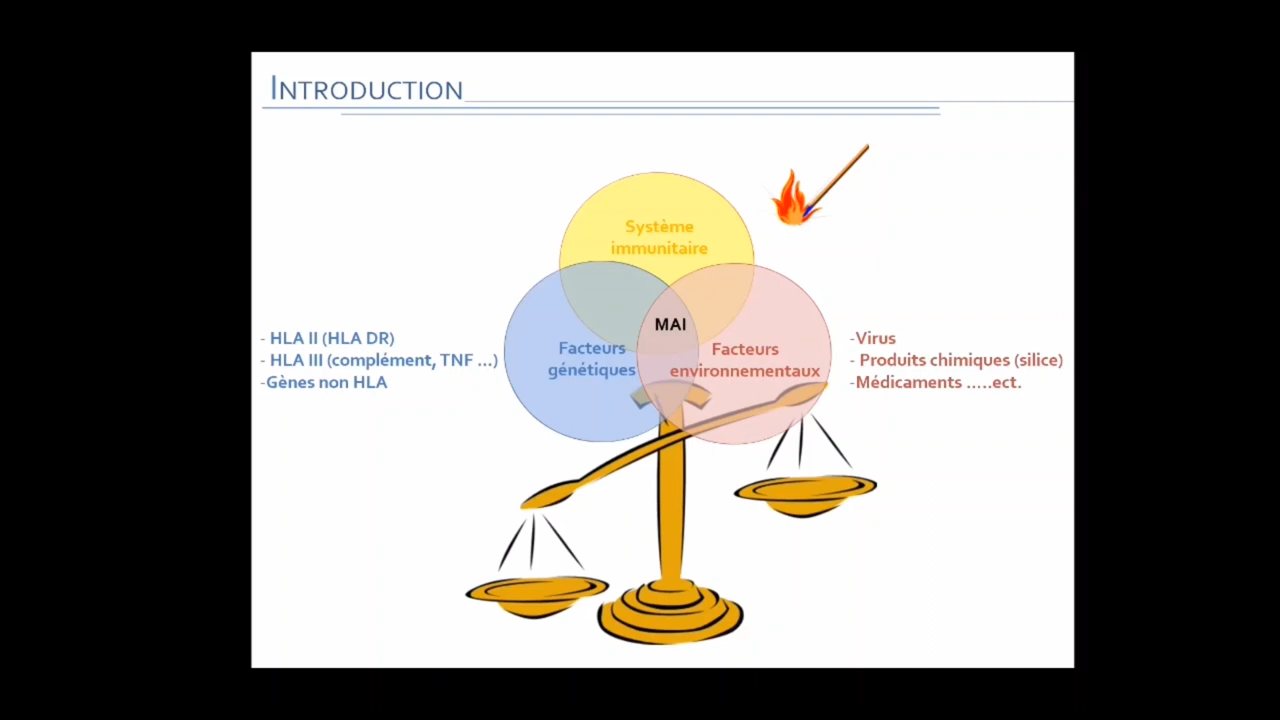 INTRODUCTION
Système
immunitaire
MAI
Facteurs
génétiques
Facteurs
environnementaux
- HLA II (HLA DR)
- HLA III (complément, TNF ...)
-Gènes non HLA
-Virus
- Produits chimiques (silice)
-Médicaments .....ect.